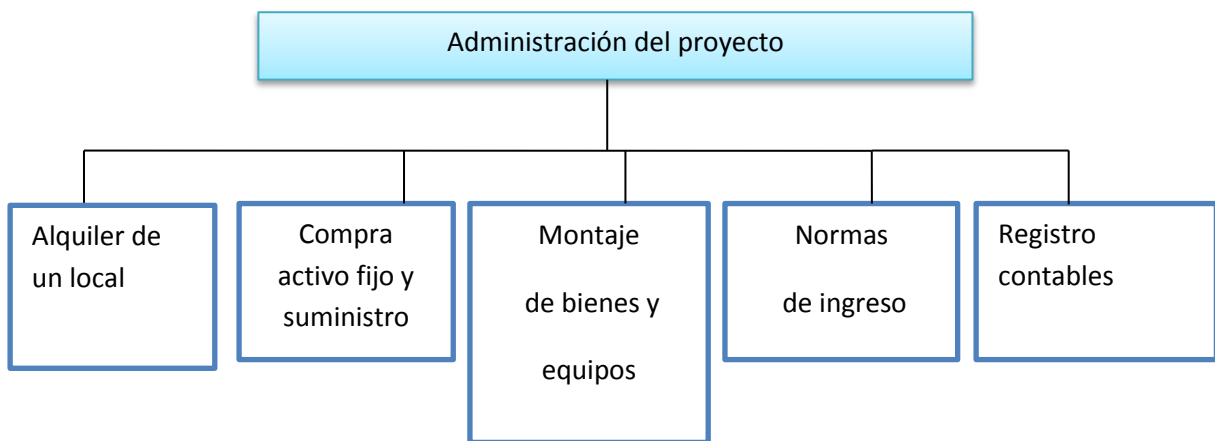 Administración del proyecto
Alquiler de
un local
Compra
activo fijo y
suministro
Montaje
de bienes y
equipos
Normas
de ingreso
Registro
contables